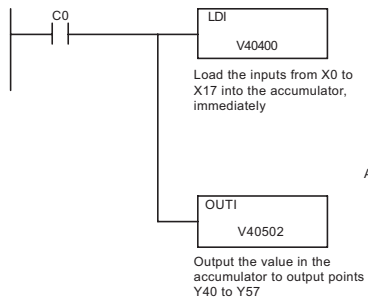 C0
LDI
V40400
Load the inputs from X0 to
X17 into the accumulator,
immediately
A
OUTI
V40502
Output the value in the
accumulator to output points
Y40 to Y57